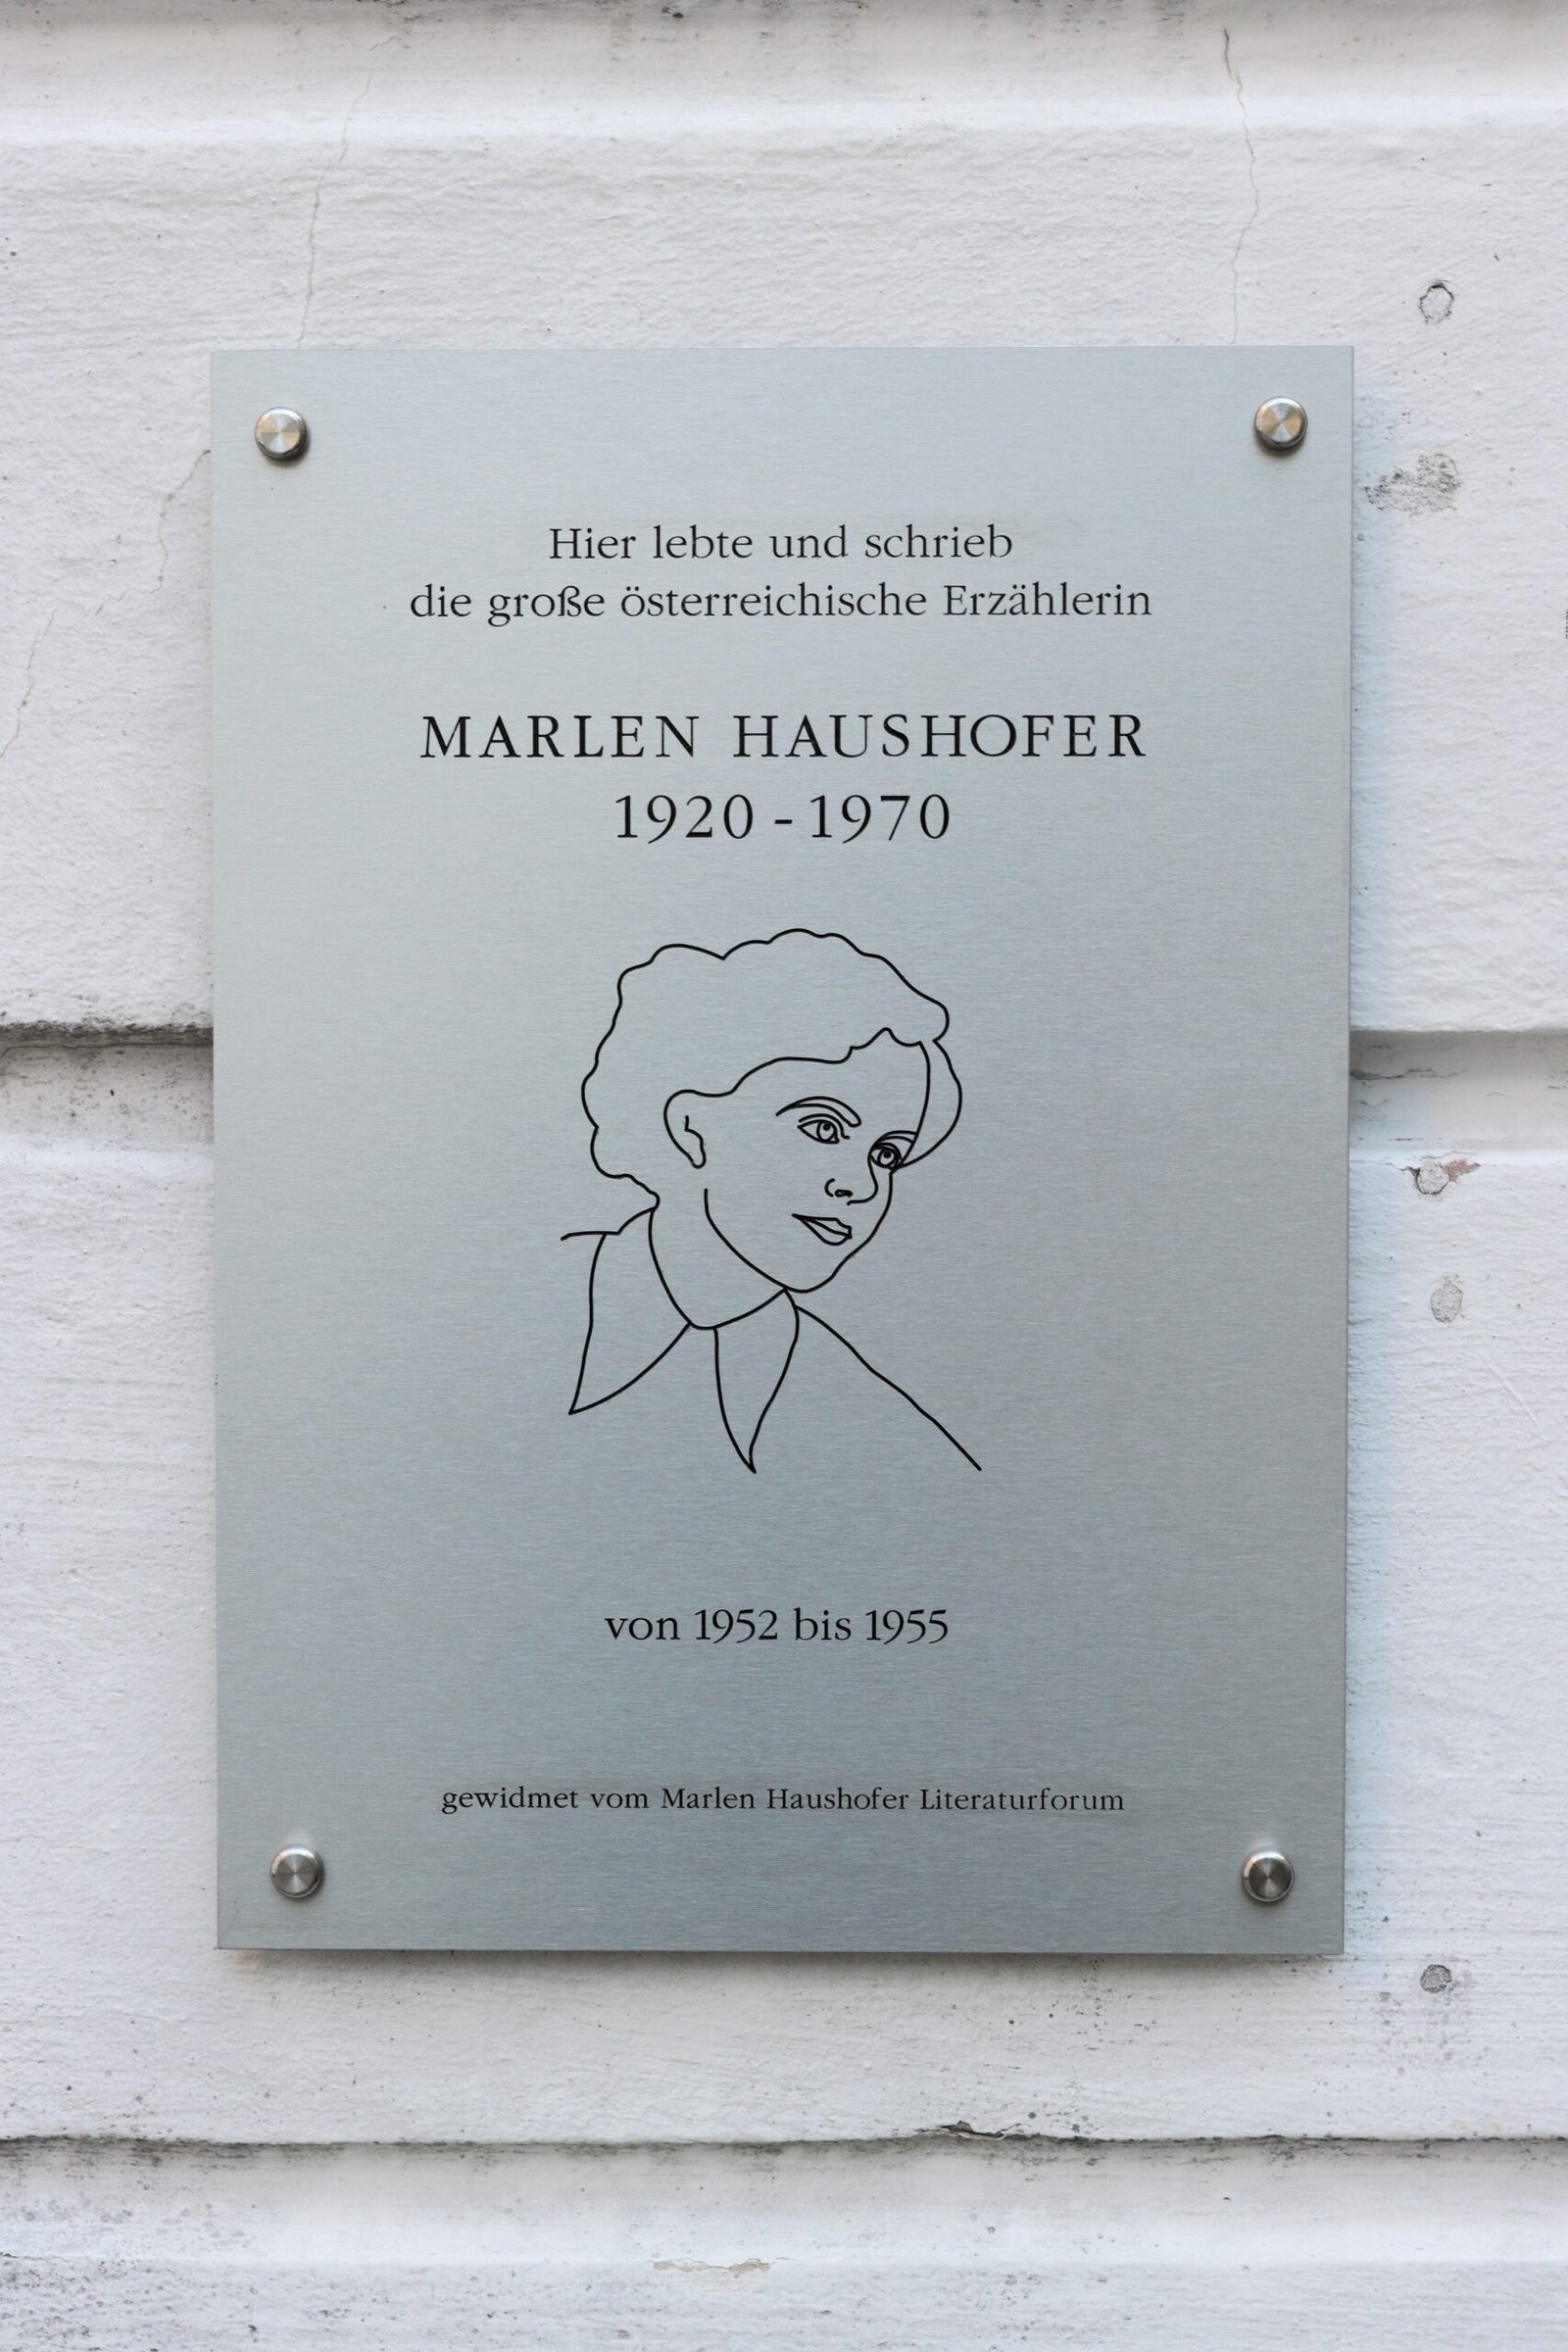 Hier lebte und schrieb
die große österreichische Erzählerin
MARLEN HAUSHOFER
1920 - 1970
von 1952 bis 1955
gewidmet vom Marlen Haushofer Literaturforum